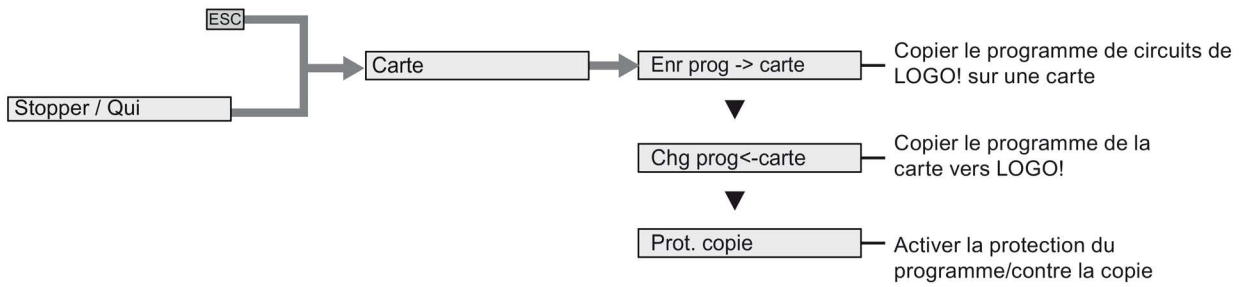 ESC
Stopper / Qui
Carte
Enr prog -> carte
Copier le programme de circuits de
LOGO! sur une carte
Chg prog<-carte
Copier le programme de la
carte vers LOGO!
Prot. copie
Activer la protection du
programme/contre la copie